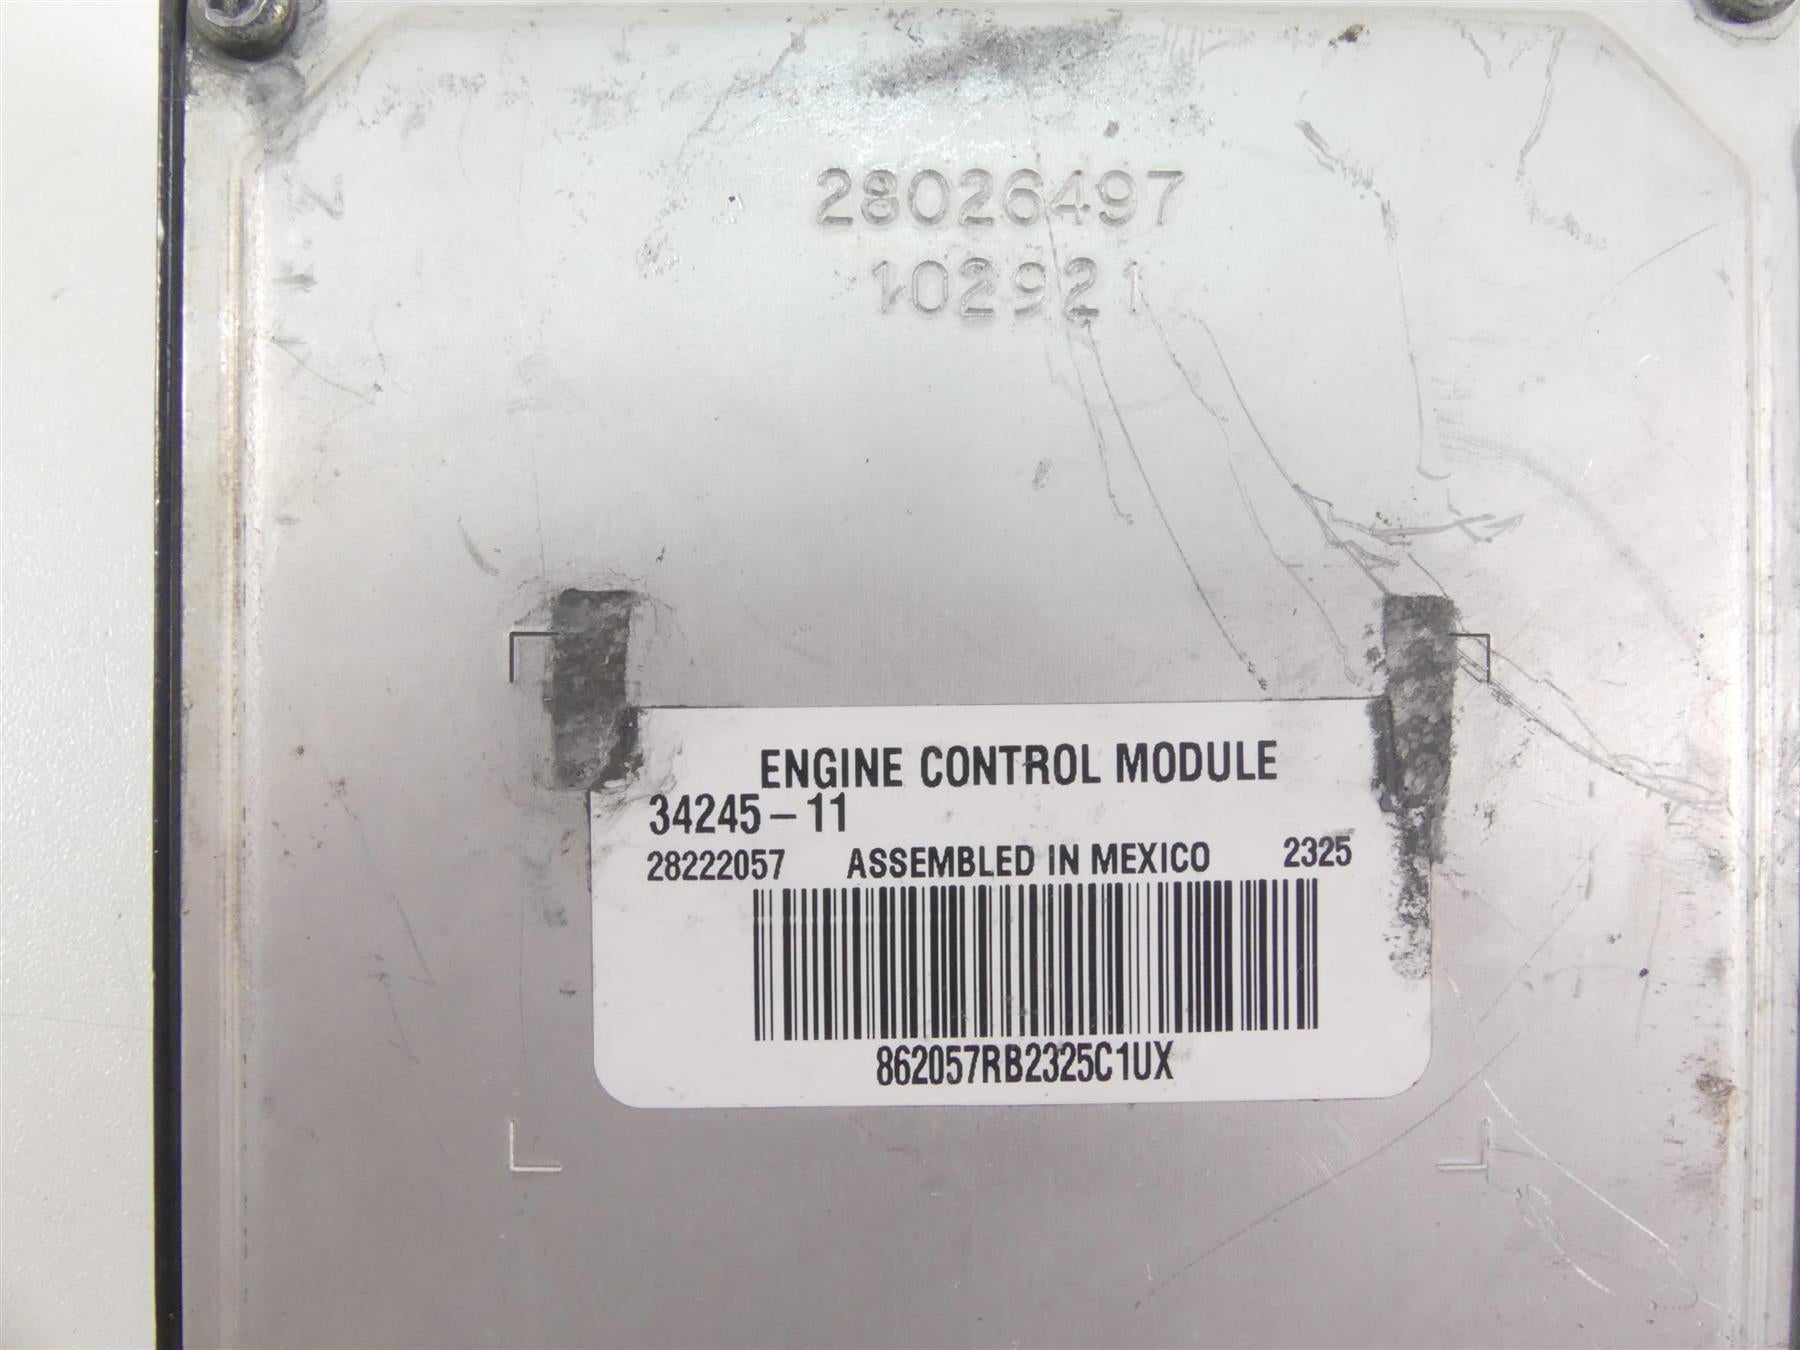 28026497
102921
ENGINE CONTROL MODULE
34245-11
28222057 ASSEMBLED IN MEXICO 2325
862057RB2325C1UX